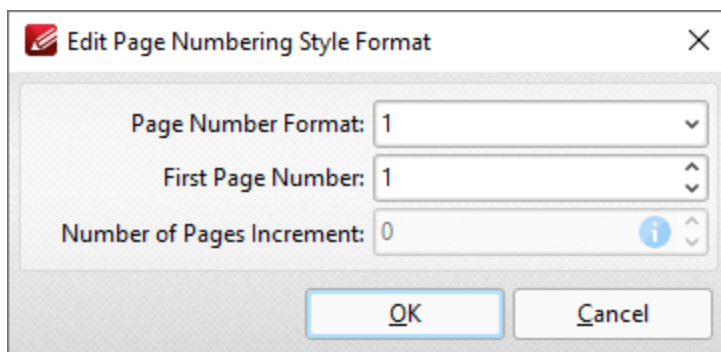 Edit Page Numbering Style Format
Page Number Format: 1
First Page Number: 1
Number of Pages Increment: 0
OK Cancel